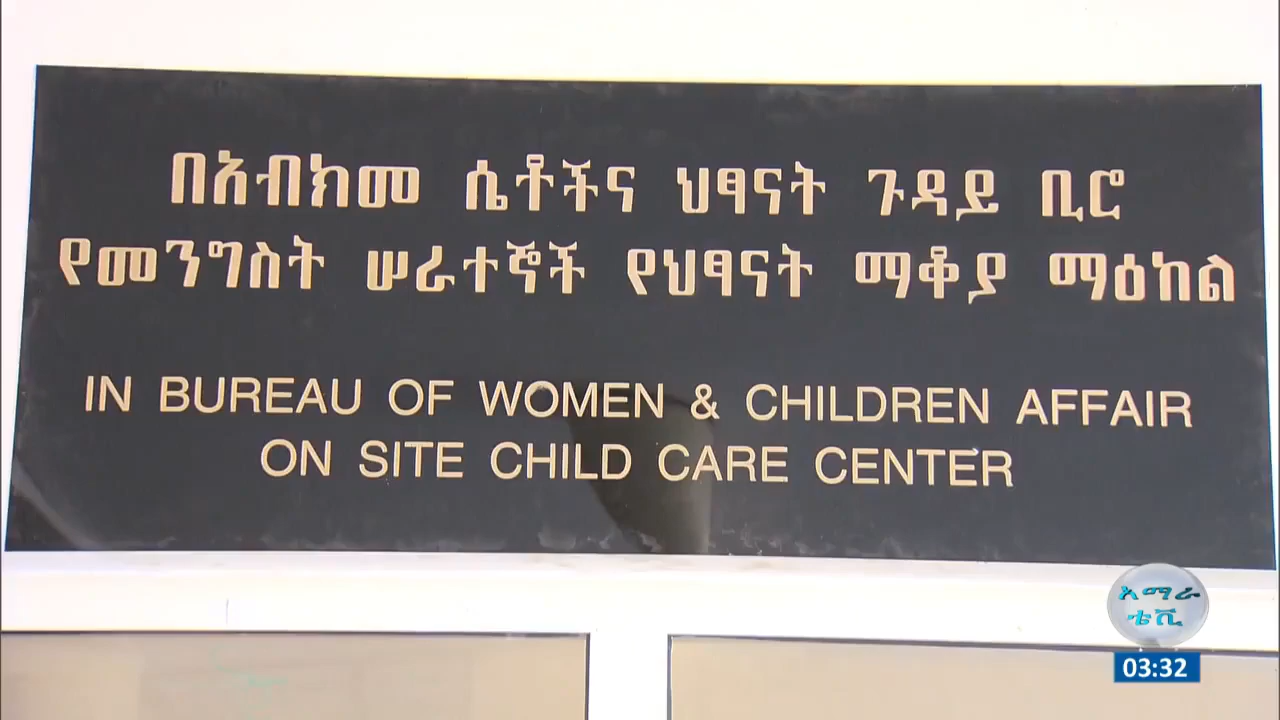 በአብክመ ሴቶችና ህፃናት ጉዳይ ቢሮ
የመንግስት ሠራተኞች የህፃናት ማቆያ ማዕከል
IN BUREAU OF WOMEN & CHILDREN AFFAIR
ON SITE CHILD CARE CENTER
አማራ
ቴቪ
03:32